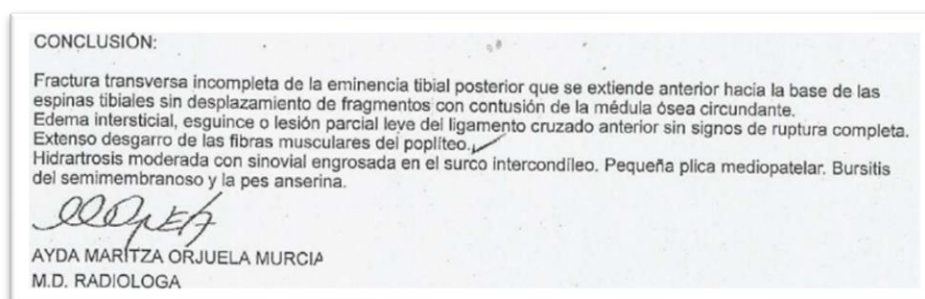 CONCLUSIÓN:
Fractura transversa incompleta de la eminencia tibial posterior que se extiende anterior hacia la base de las
espinas tibiales sin desplazamiento de fragmentos con contusión de la médula ósea circundante.
Edema intersticial, esguince o lesión parcial leve del ligamento cruzado anterior sin signos de ruptura completa.
Extenso desgarro de las fibras musculares del poplíteo.
Hidrartrosis moderada con sinovial engrosada en el surco intercondíleo. Pequeña plica mediopatelar. Bursitis
del semimembranoso y la pes anserina.
AYDA MARITZA ORJUELA MURCIA
M.D. RADIOLOGA